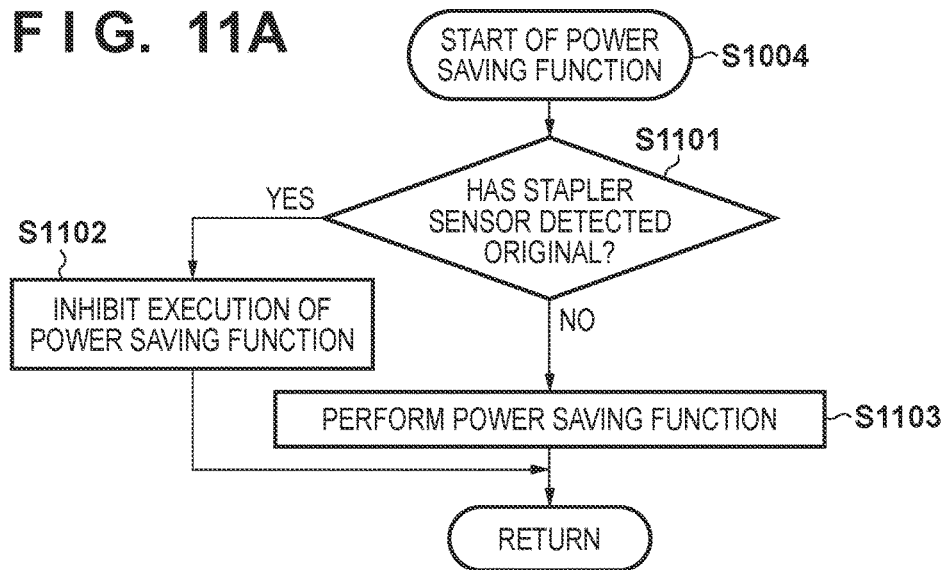 FIG. 11A
START OF POWER
SAVING FUNCTION
S1004
S1101
HAS STAPLER
SENSOR DETECTED
ORIGINAL?
YES
S1102
INHIBIT EXECUTION OF
POWER SAVING FUNCTION
NO
PERFORM POWER SAVING FUNCTION
S1103
RETURN